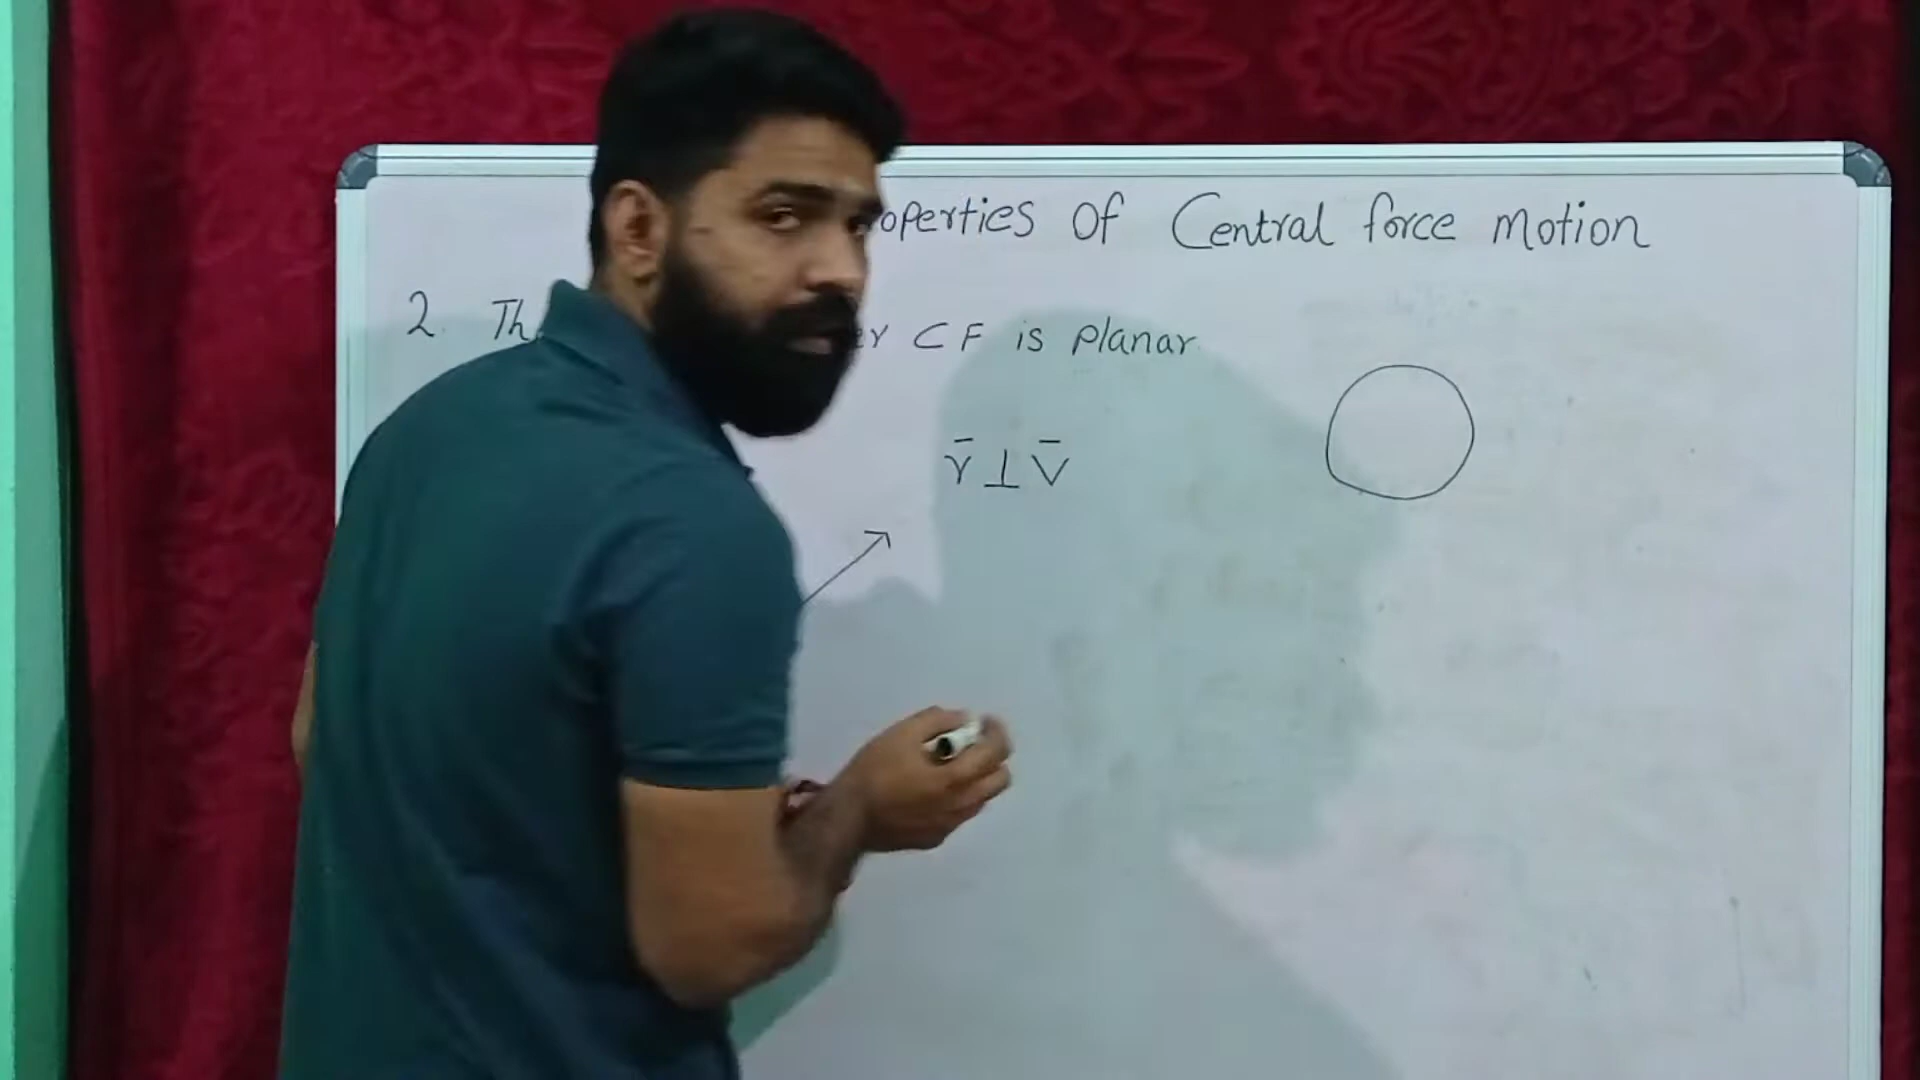 operties Of Central force Motion
2. Th CF is Planar
r̄ ⊥ v̄